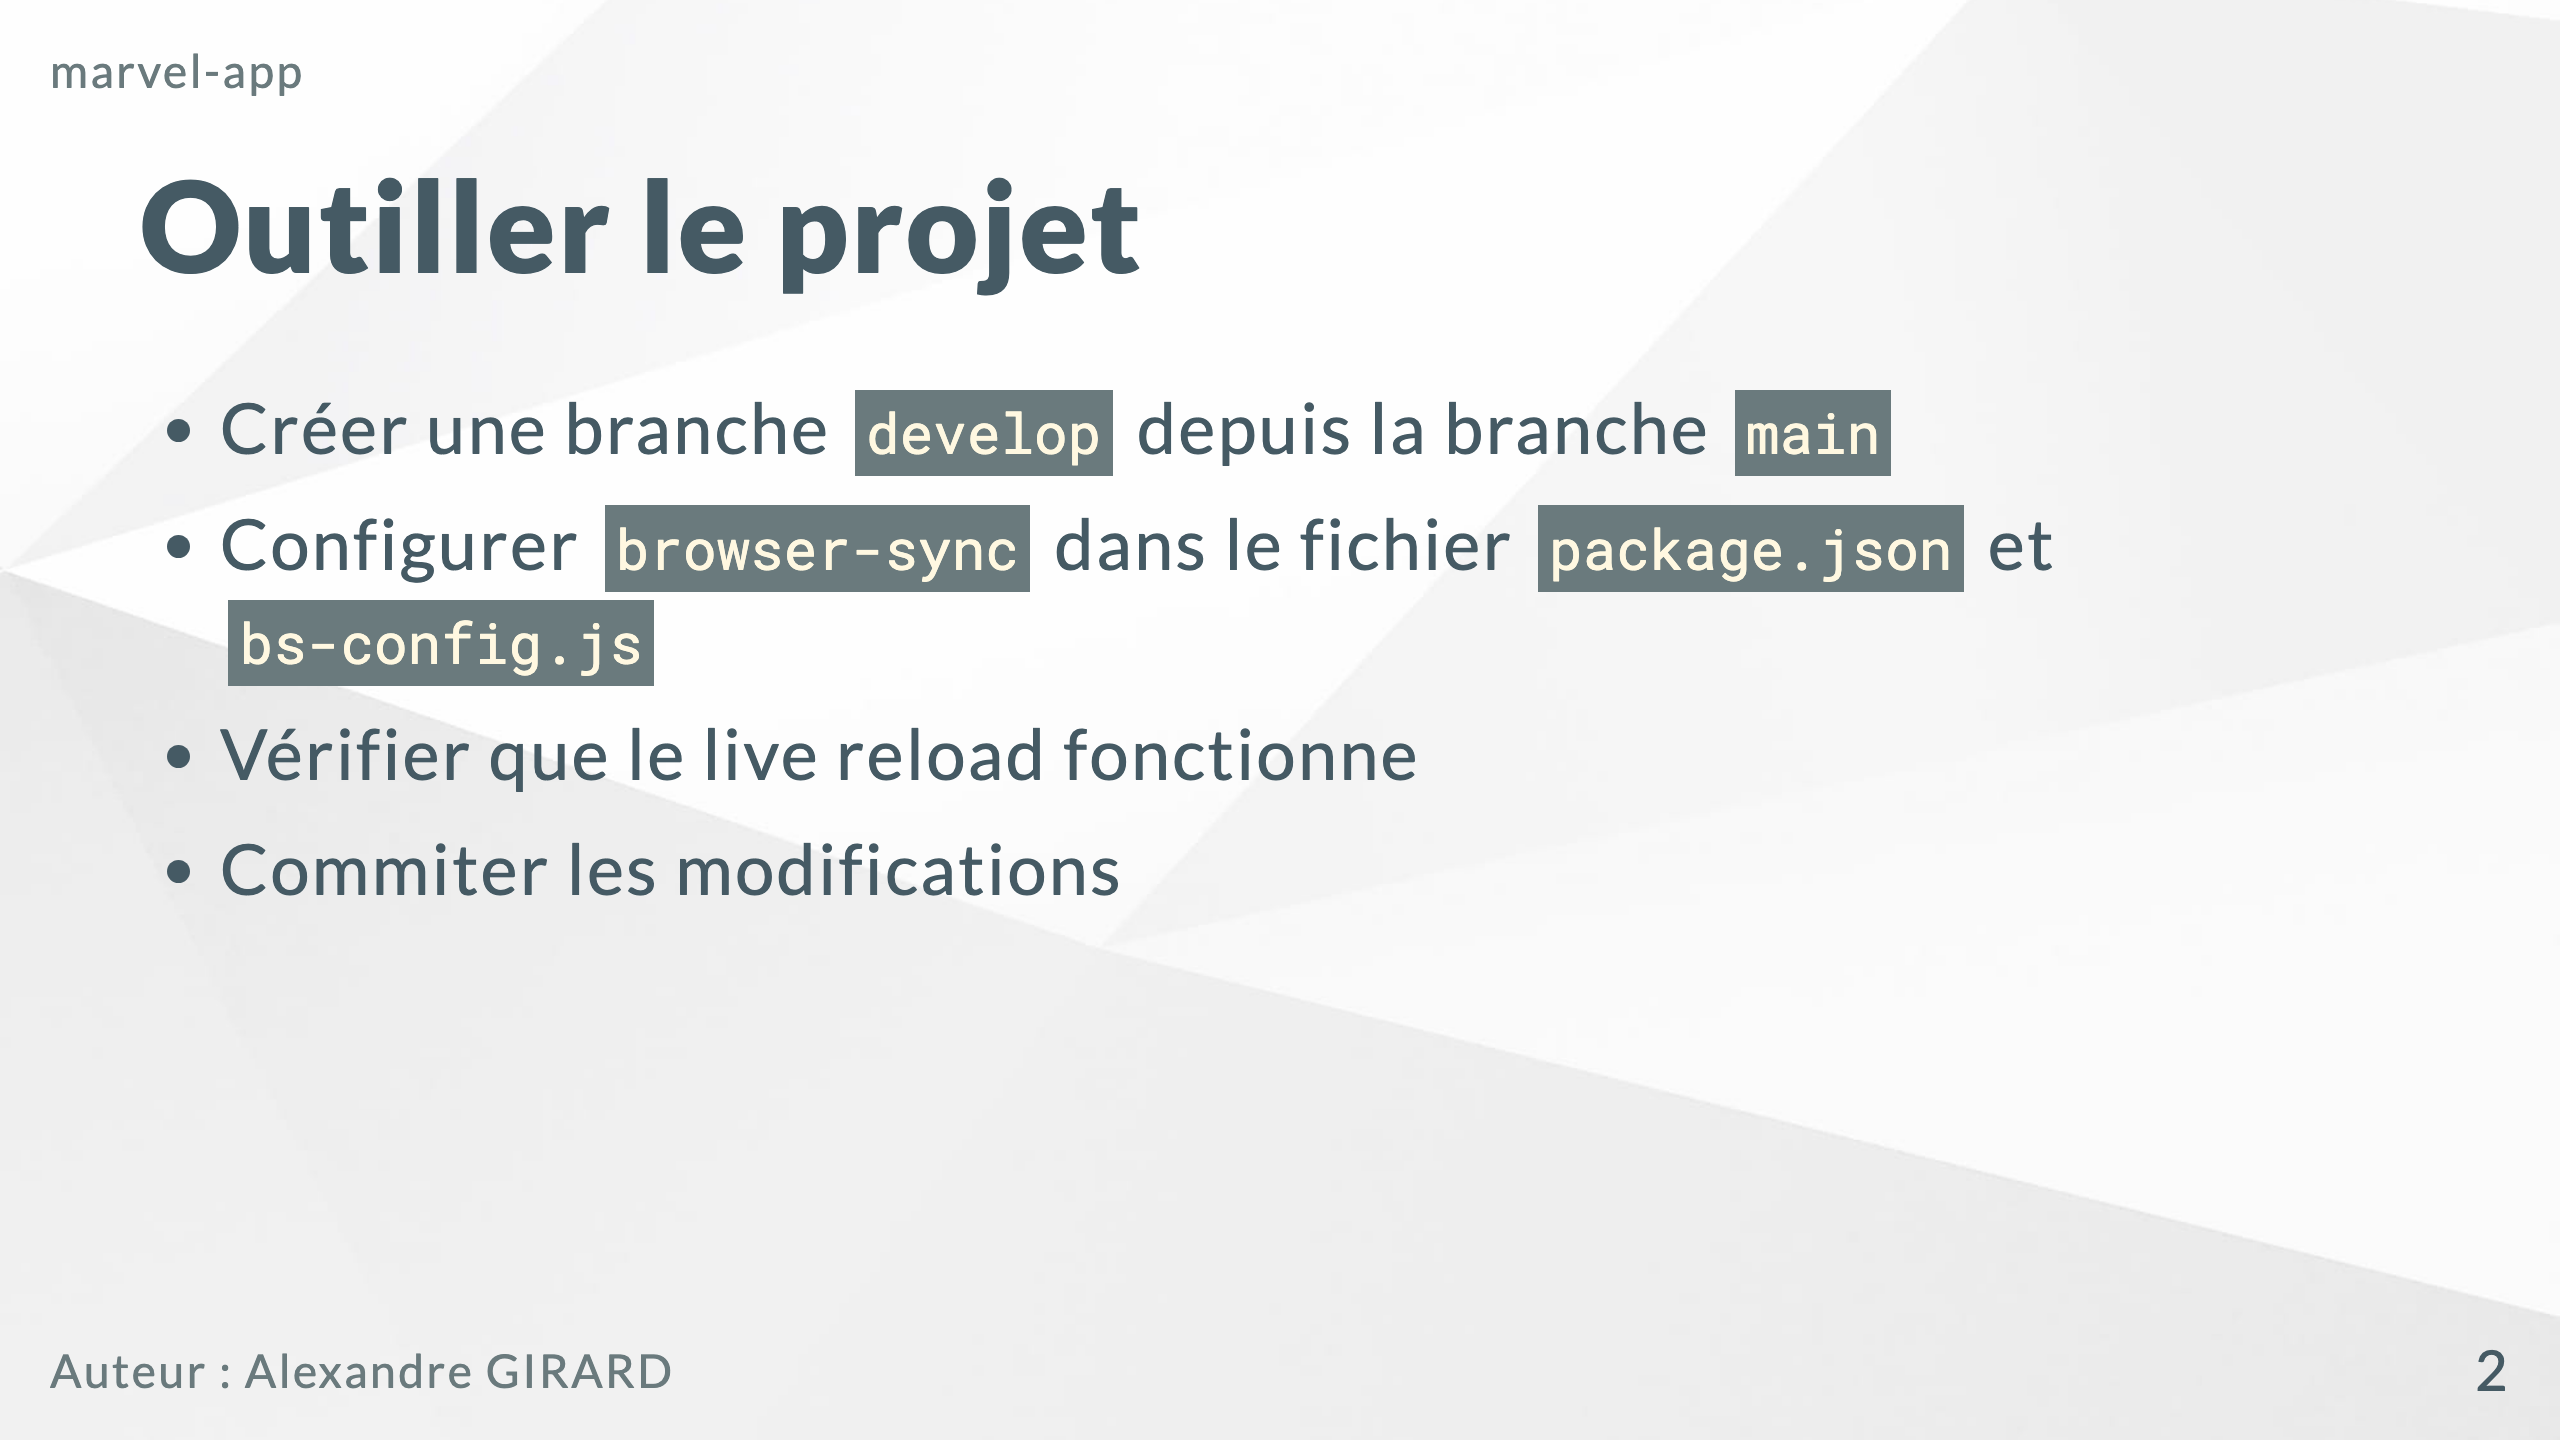 marvel-app
Outiller le projet
• Créer une branche develop depuis la branche main
• Configurer browser-sync dans le fichier package.json et
bs-config.js
• Vérifier que le live reload fonctionne
• Commiter les modifications
Auteur : Alexandre GIRARD
2